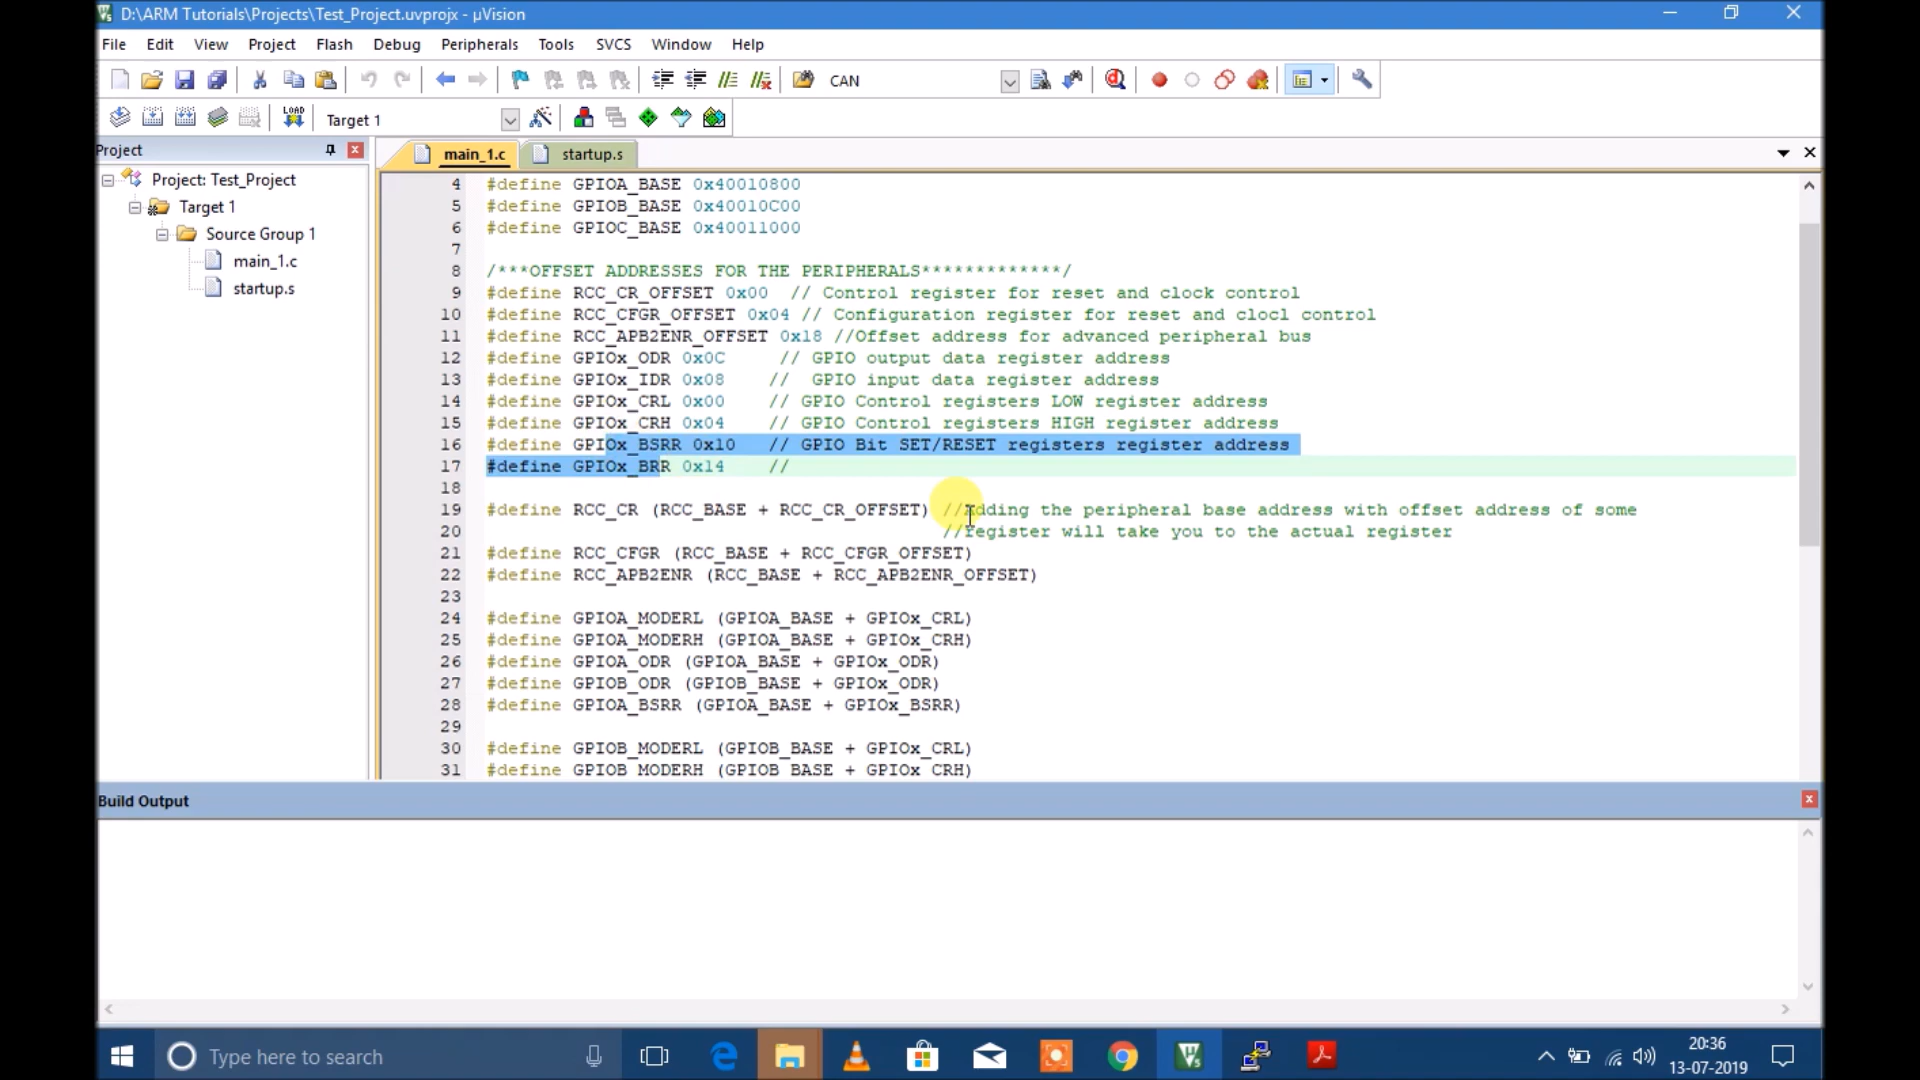 D:\ARM Tutorials\Projects\Test_Project.uvprojx - µVision
File Edit View Project Flash Debug Peripherals Tools SVCS Window Help
CAN
LOAD
Target 1
Project
main_1.c startup.s
Project: Test_Project
Target 1
Source Group 1
main_1.c
startup.s
4 #define GPIOA_BASE 0x40010800
5 #define GPIOB_BASE 0x40010C00
6 #define GPIOC_BASE 0x40011000
7
8 /***OFFSET ADDRESSES FOR THE PERIPHERALS*************/
9 #define RCC_CR_OFFSET 0x00 // Control register for reset and clock control
10 #define RCC_CFGR_OFFSET 0x04 // Configuration register for reset and clocl control
11 #define RCC_APB2ENR_OFFSET 0x18 //Offset address for advanced peripheral bus
12 #define GPIOx_ODR 0x0C // GPIO output data register address
13 #define GPIOx_IDR 0x08 // GPIO input data register address
14 #define GPIOx_CRL 0x00 // GPIO Control registers LOW register address
15 #define GPIOx_CRH 0x04 // GPIO Control registers HIGH register address
16 #define GPIOx_BSRR 0x10 // GPIO Bit SET/RESET registers register address
17 #define GPIOx_BRR 0x14 //
18
19 #define RCC_CR (RCC_BASE + RCC_CR_OFFSET) //Adding the peripheral base address with offset address of some
20 //register will take you to the actual register
21 #define RCC_CFGR (RCC_BASE + RCC_CFGR_OFFSET)
22 #define RCC_APB2ENR (RCC_BASE + RCC_APB2ENR_OFFSET)
23
24 #define GPIOA_MODERL (GPIOA_BASE + GPIOx_CRL)
25 #define GPIOA_MODERH (GPIOA_BASE + GPIOx_CRH)
26 #define GPIOA_ODR (GPIOA_BASE + GPIOx_ODR)
27 #define GPIOB_ODR (GPIOB_BASE + GPIOx_ODR)
28 #define GPIOA_BSRR (GPIOA_BASE + GPIOx_BSRR)
29
30 #define GPIOB_MODERL (GPIOB_BASE + GPIOx_CRL)
31 #define GPIOB_MODERH (GPIOB_BASE + GPIOx_CRH)
Build Output
Type here to search
20:36
13-07-2019